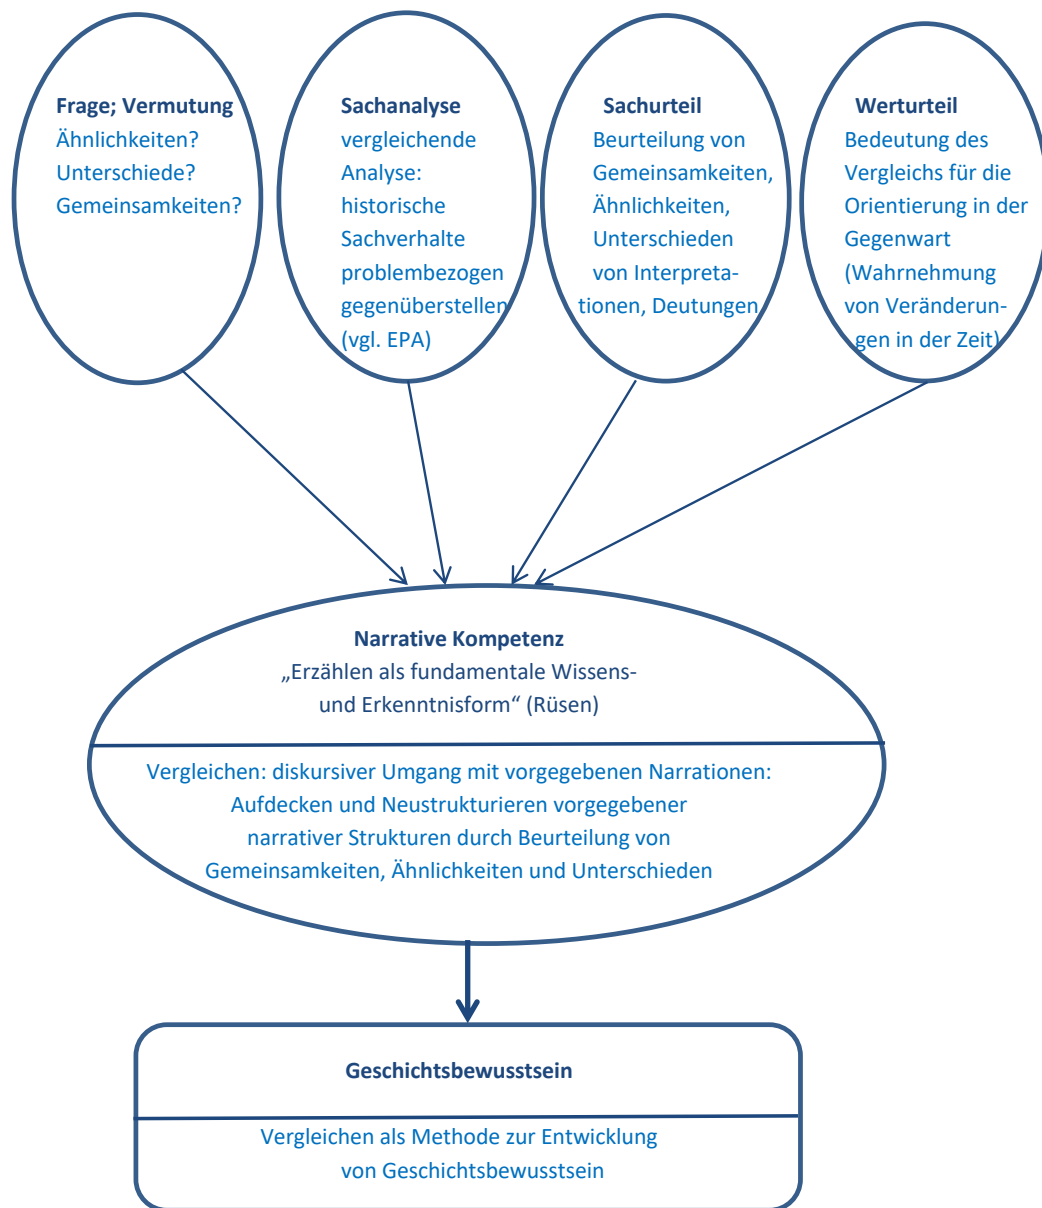 Frage; Vermutung
Ähnlichkeiten?
Unterschiede?
Gemeinsamkeiten?
Sachanalyse
vergleichende
Analyse:
historische
Sachverhalte
problembezogen
gegenüberstellen
(vgl. EPA)
Sachurteil
Beurteilung von
Gemeinsamkeiten,
Ähnlichkeiten,
Unterschieden
von Interpreta-
tionen, Deutungen
Werturteil
Bedeutung des
Vergleichs für die
Orientierung in der
Gegenwart
(Wahrnehmung
von Veränderun-
gen in der Zeit)
Narrative Kompetenz
„Erzählen als fundamentale Wissens-
und Erkenntnisform“ (Rüsen)
Vergleichen: diskursiver Umgang mit vorgegebenen Narrationen:
Aufdecken und Neustrukturieren vorgegebener
narrativer Strukturen durch Beurteilung von
Gemeinsamkeiten, Ähnlichkeiten und Unterschieden
Geschichtsbewusstsein
Vergleichen als Methode zur Entwicklung
von Geschichtsbewusstsein